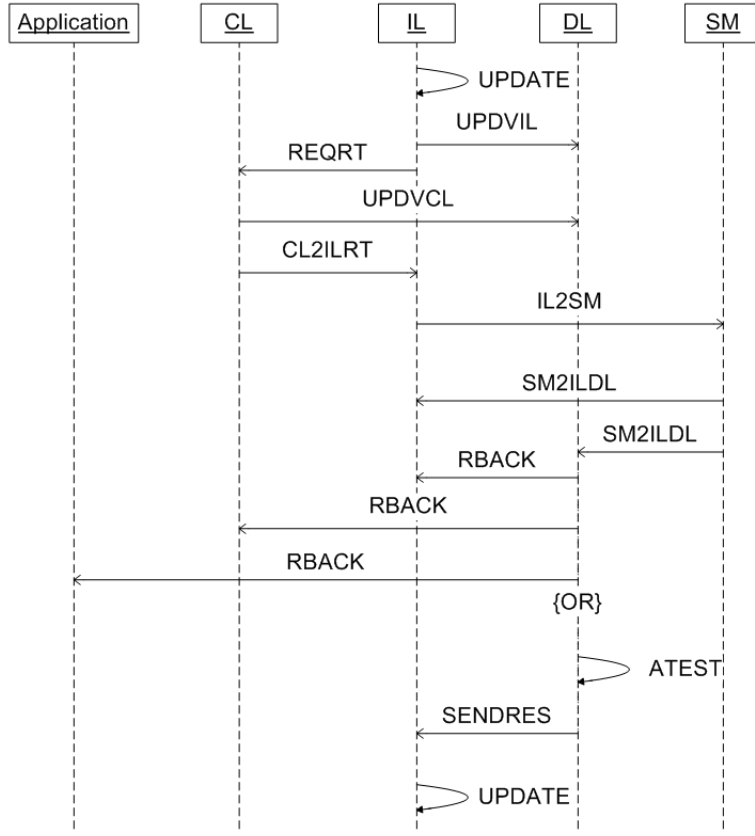 Application CL IL DL SM
UPDATE
UPDVIL
REQRT
UPDVCL
CL2ILRT
IL2SM
SM2ILDL
SM2ILDL
RBACK
RBACK
RBACK
{OR}
ATEST
SENDRES
UPDATE